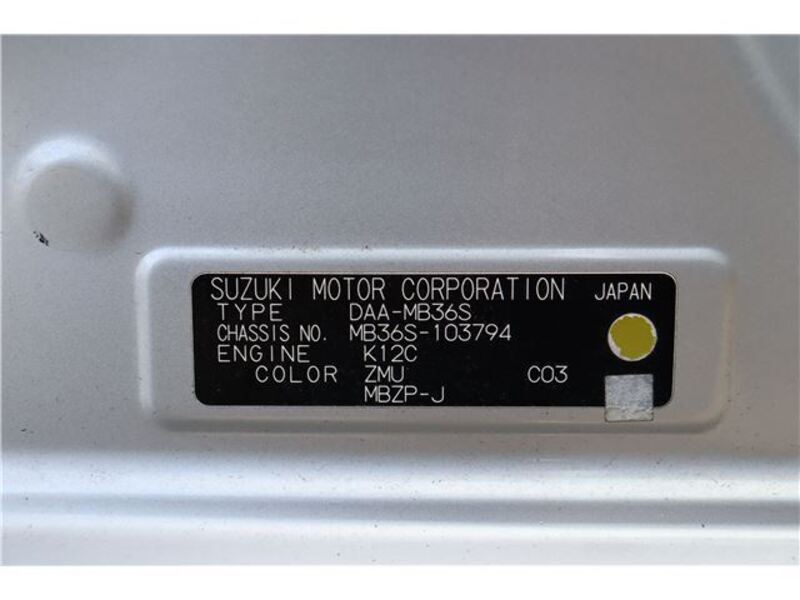 SUZUKI MOTOR CORPORATION JAPAN
TYPE DAA-MB36S
CHASSIS NO. MB36S-103794
ENGINE K12C
COLOR ZMU C03
MBZP-J